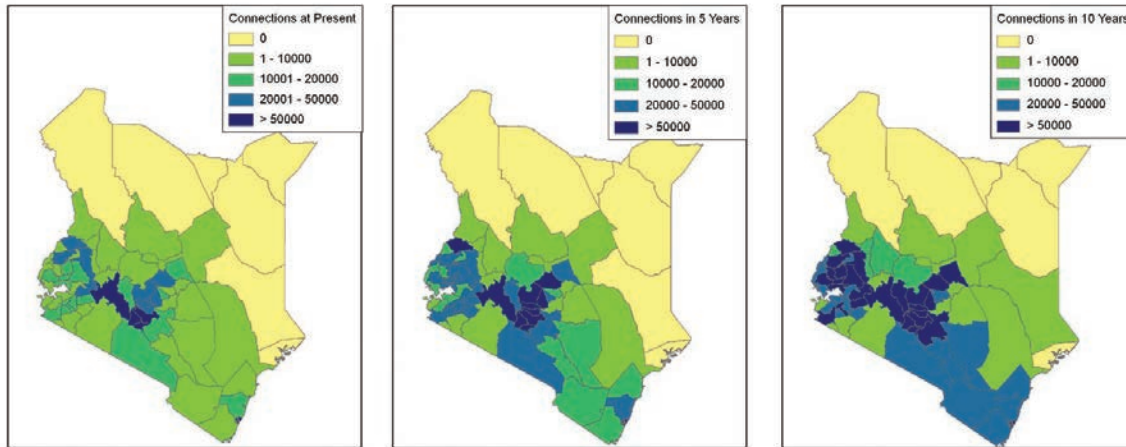 Connections at Present
0
1 - 10000
10001 - 20000
20001 - 50000
> 50000
Connections in 5 Years
0
1 - 10000
10000 - 20000
20000 - 50000
> 50000
Connections in 10 Years
0
1 - 10000
10000 - 20000
20000 - 50000
> 50000